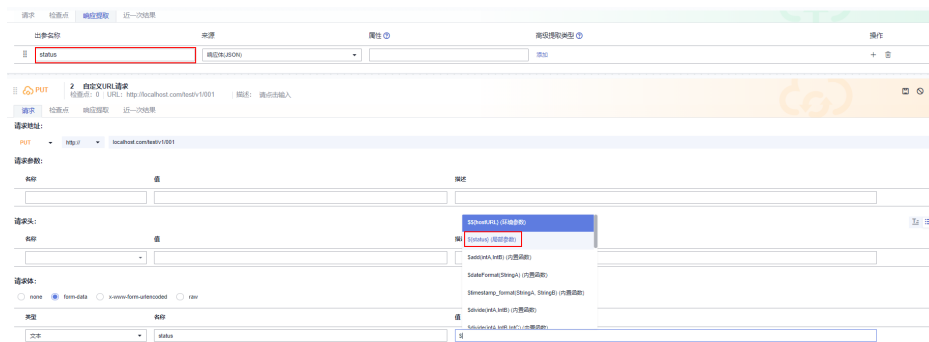 请求 检查点 响应提取 近一次结果
出参名称 来源 属性 高级提取类型 操作
status 响应体(JSON) 添加
PUT 2 自定义URL请求
检查点: 0 URL: http://localhost.com/test/v1/001 描述: 请点击输入
请求 检查点 响应提取 近一次结果
请求地址:
PUT http:// localhost.com/test/v1/001
请求参数:
名称 值 描述
请求头:
名称 值
请求体:
none form-data x-www-form-urlencoded raw
类型 名称 值
文本 status $
$${hostURL} (环境参数)
${status} (局部参数)
$add(intA,intB) (内置函数)
$dateFormat(StringA) (内置函数)
$timestamp_format(StringA, StringB) (内置函数)
$divide(intA,intB) (内置函数)
$divide(intA,intB,intC) (内置函数)